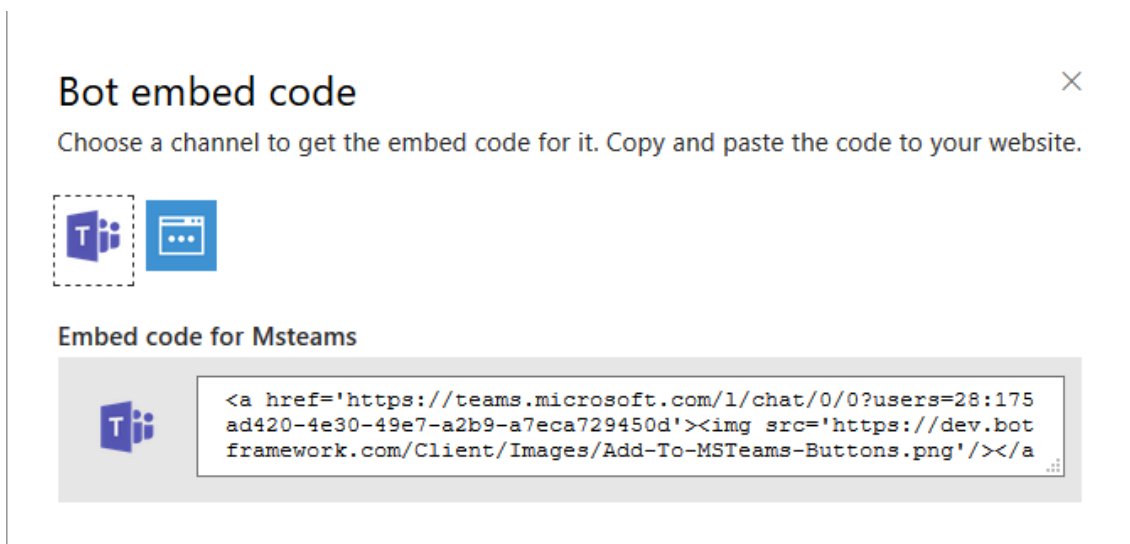 Bot embed code
Choose a channel to get the embed code for it. Copy and paste the code to your website.
T
Embed code for Msteams
T
<a href='https://teams.microsoft.com/l/chat/0/0?users=28:175
ad420-4e30-49e7-a2b9-a7eca729450d'><img src='https://dev.bot
framework.com/Client/Images/Add-To-MSTeams-Buttons.png'/></a